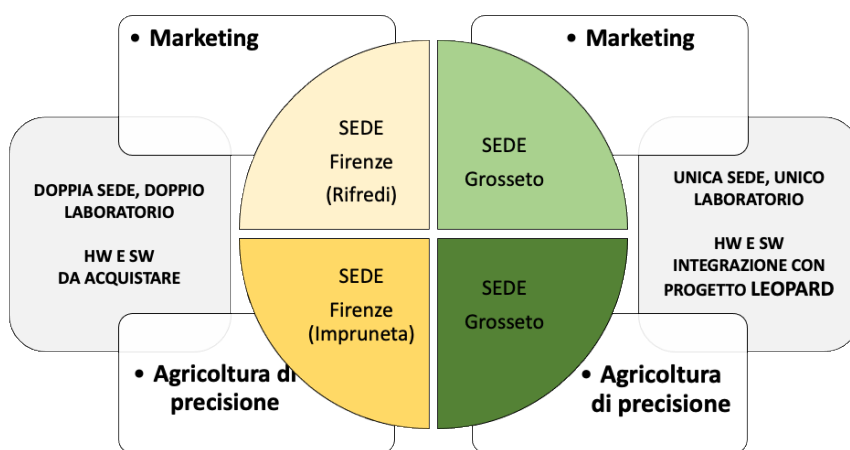 • Marketing
• Marketing
SEDE
Firenze
(Rifredi)
SEDE
Grosseto
DOPPIA SEDE, DOPPIO
LABORATORIO
HW E SW
DA ACQUISTARE
UNICA SEDE, UNICO
LABORATORIO
HW E SW
INTEGRAZIONE CON
PROGETTO LEOPARD
SEDE
Firenze
(Impruneta)
SEDE
Grosseto
• Agricoltura di
precisione
• Agricoltura
di precisione